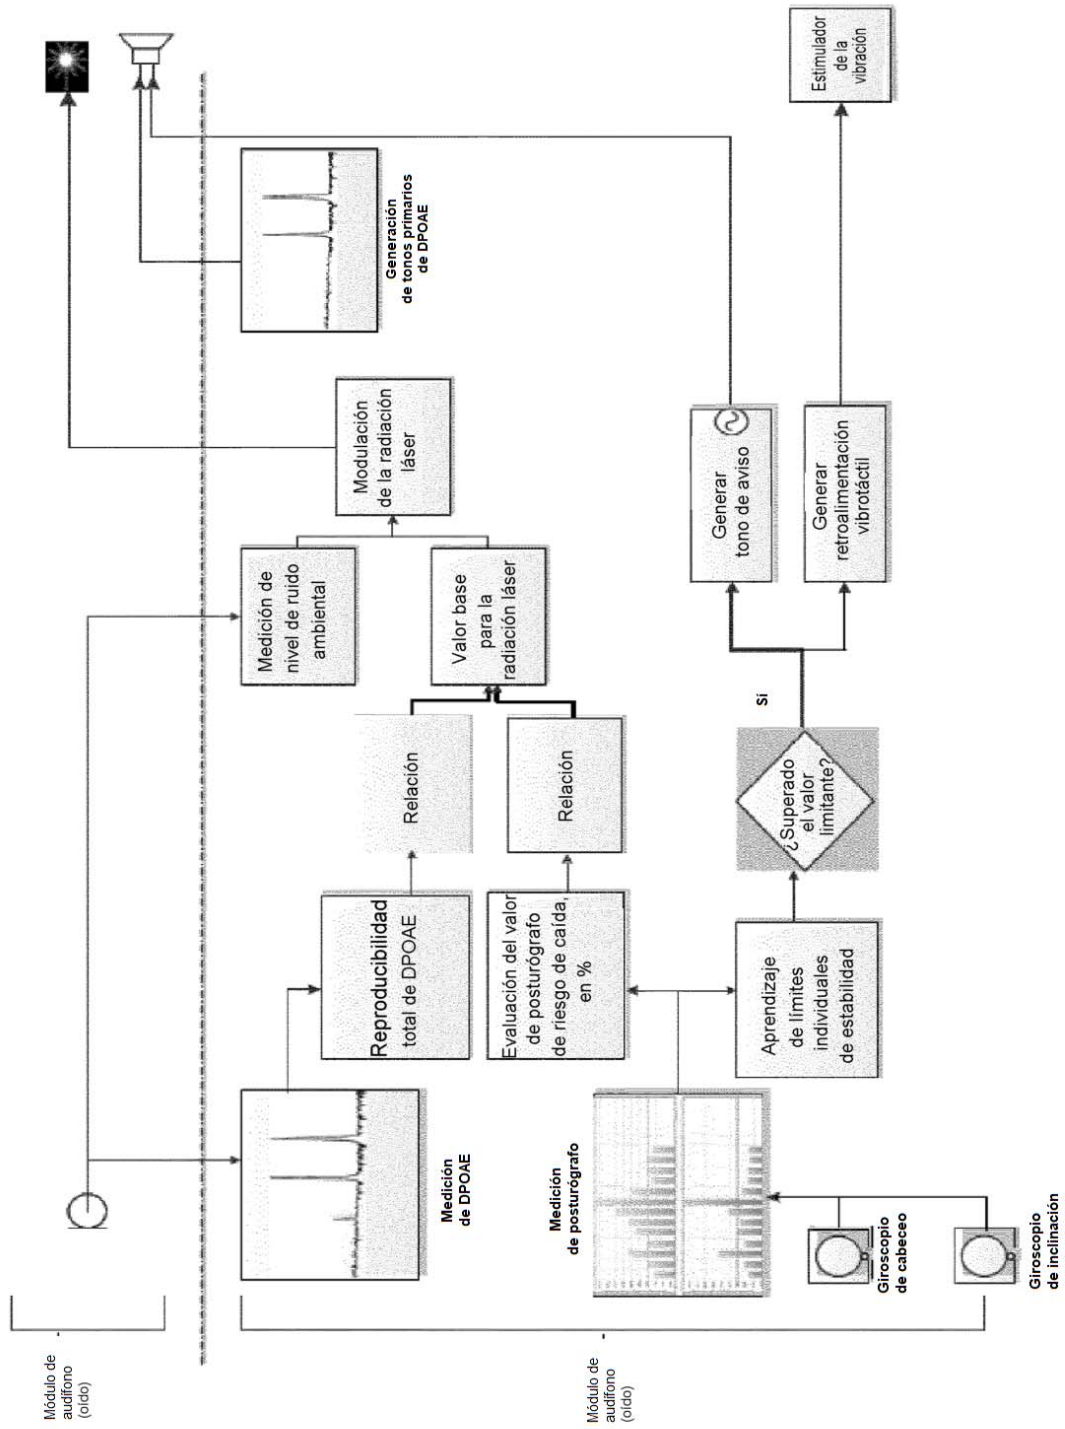 Módulo de
audífono
(oído)
Módulo de
audífono
(oído)
Medición
de DPOAE
Reproducibilidad
total de DPOAE
Relación
Medición de
nivel de ruido
ambiental
Valor base
para la
radiación láser
Modulación
de la radiación
láser
Generación
de tonos primarios
de DPOAE
Medición
de posturógrafo
Evaluación del valor
de posturógrafo
de riesgo de caída,
en %
Relación
Giroscopio
de cabeceo
Giroscopio
de inclinación
Aprendizaje
de límites
individuales
de estabilidad
¿Superado
el valor
limitante?
Sí
Generar
tono de aviso
Generar
retroalimentación
vibrotáctil
Estimulador
de la
vibración